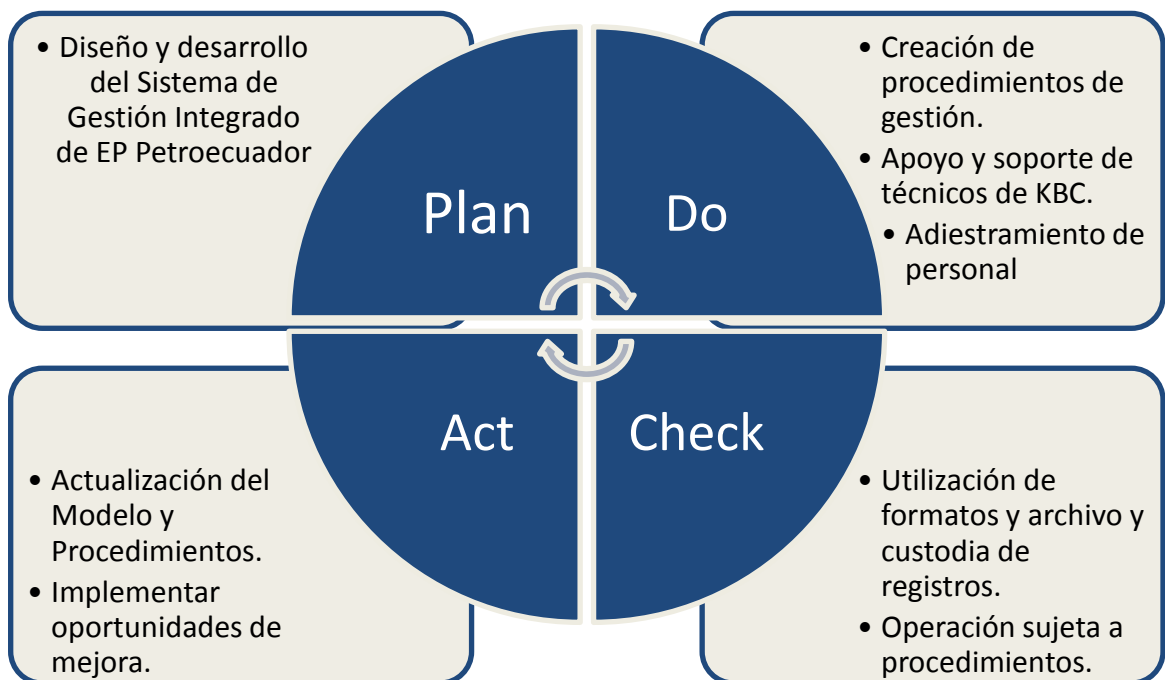 • Diseño y desarrollo
del Sistema de
Gestión Integrado
de EP Petroecuador
Plan
Do
• Creación de
procedimientos de
gestión.
• Apoyo y soporte de
técnicos de KBC.
• Adiestramiento de
personal
Act
• Actualización del
Modelo y
Procedimientos.
• Implementar
oportunidades de
mejora.
Check
• Utilización de
formatos y archivo y
custodia de
registros.
• Operación sujeta a
procedimientos.